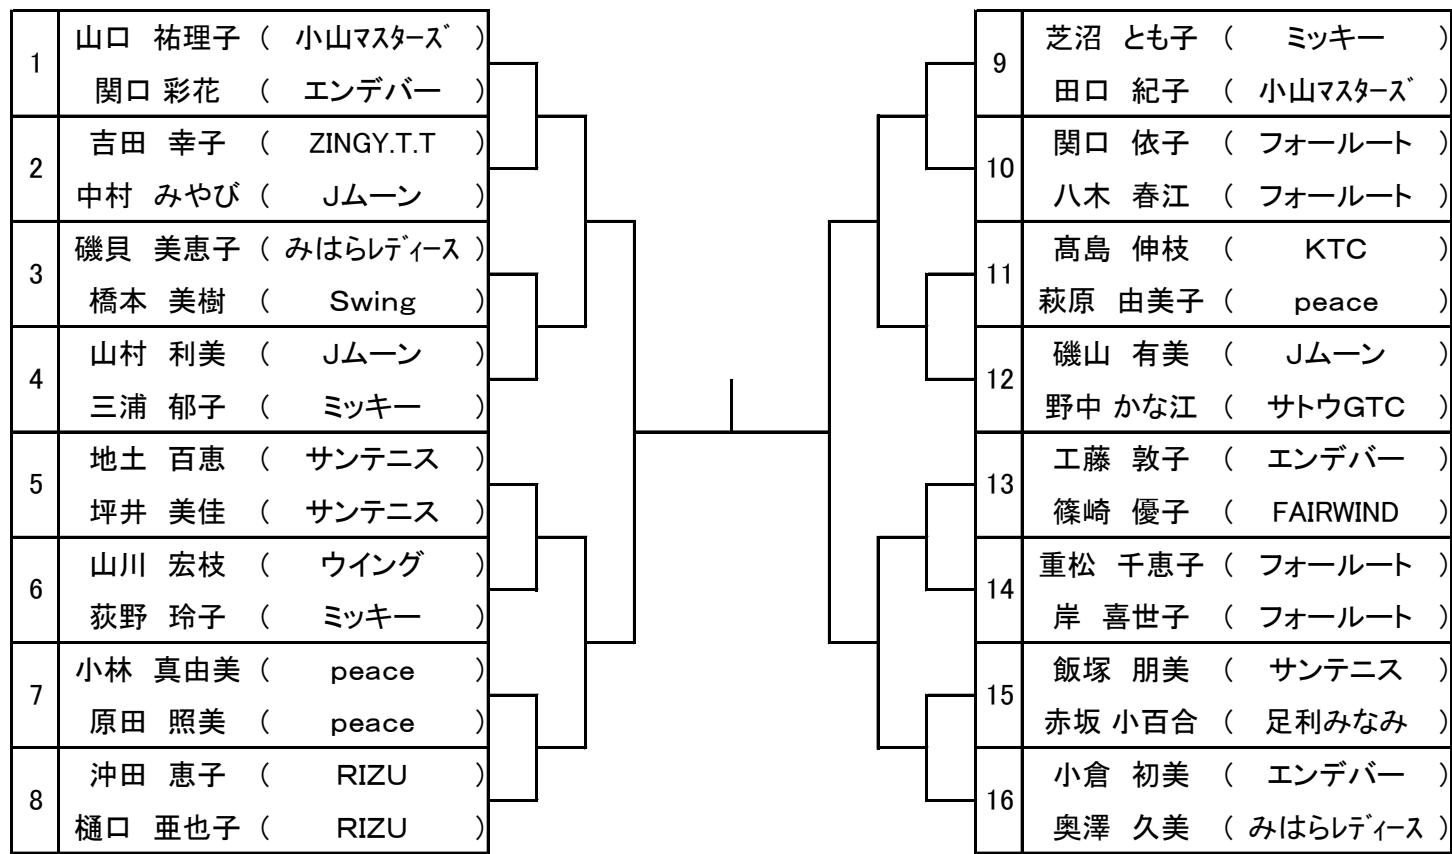 1
山口 祐理子 ( 小山ﾏｽﾀｰｽﾞ )
関口 彩花 ( エンデバー )
2
吉田 幸子 ( ZINGY.T.T )
中村 みやび ( Jムーン )
3
磯貝 美恵子 ( みはらﾚﾃﾞｨｰｽ )
橋本 美樹 ( Swing )
4
山村 利美 ( Jムーン )
三浦 郁子 ( ミッキー )
5
地土 百恵 ( サンテニス )
坪井 美佳 ( サンテニス )
6
山川 宏枝 ( ウイング )
荻野 玲子 ( ミッキー )
7
小林 真由美 ( peace )
原田 照美 ( peace )
8
沖田 恵子 ( RIZU )
樋口 亜也子 ( RIZU )
9
芝沼 とも子 ( ミッキー )
田口 紀子 ( 小山ﾏｽﾀｰｽﾞ )
10
関口 依子 ( フォールート )
八木 春江 ( フォールート )
11
髙島 伸枝 ( KTC )
萩原 由美子 ( peace )
12
磯山 有美 ( Jムーン )
野中 かな江 ( サトウGTC )
13
工藤 敦子 ( エンデバー )
篠崎 優子 ( FAIRWIND )
14
重松 千恵子 ( フォールート )
岸 喜世子 ( フォールート )
15
飯塚 朋美 ( サンテニス )
赤坂 小百合 ( 足利みなみ )
16
小倉 初美 ( エンデバー )
奥澤 久美 ( みはらﾚﾃﾞｨｰｽ )